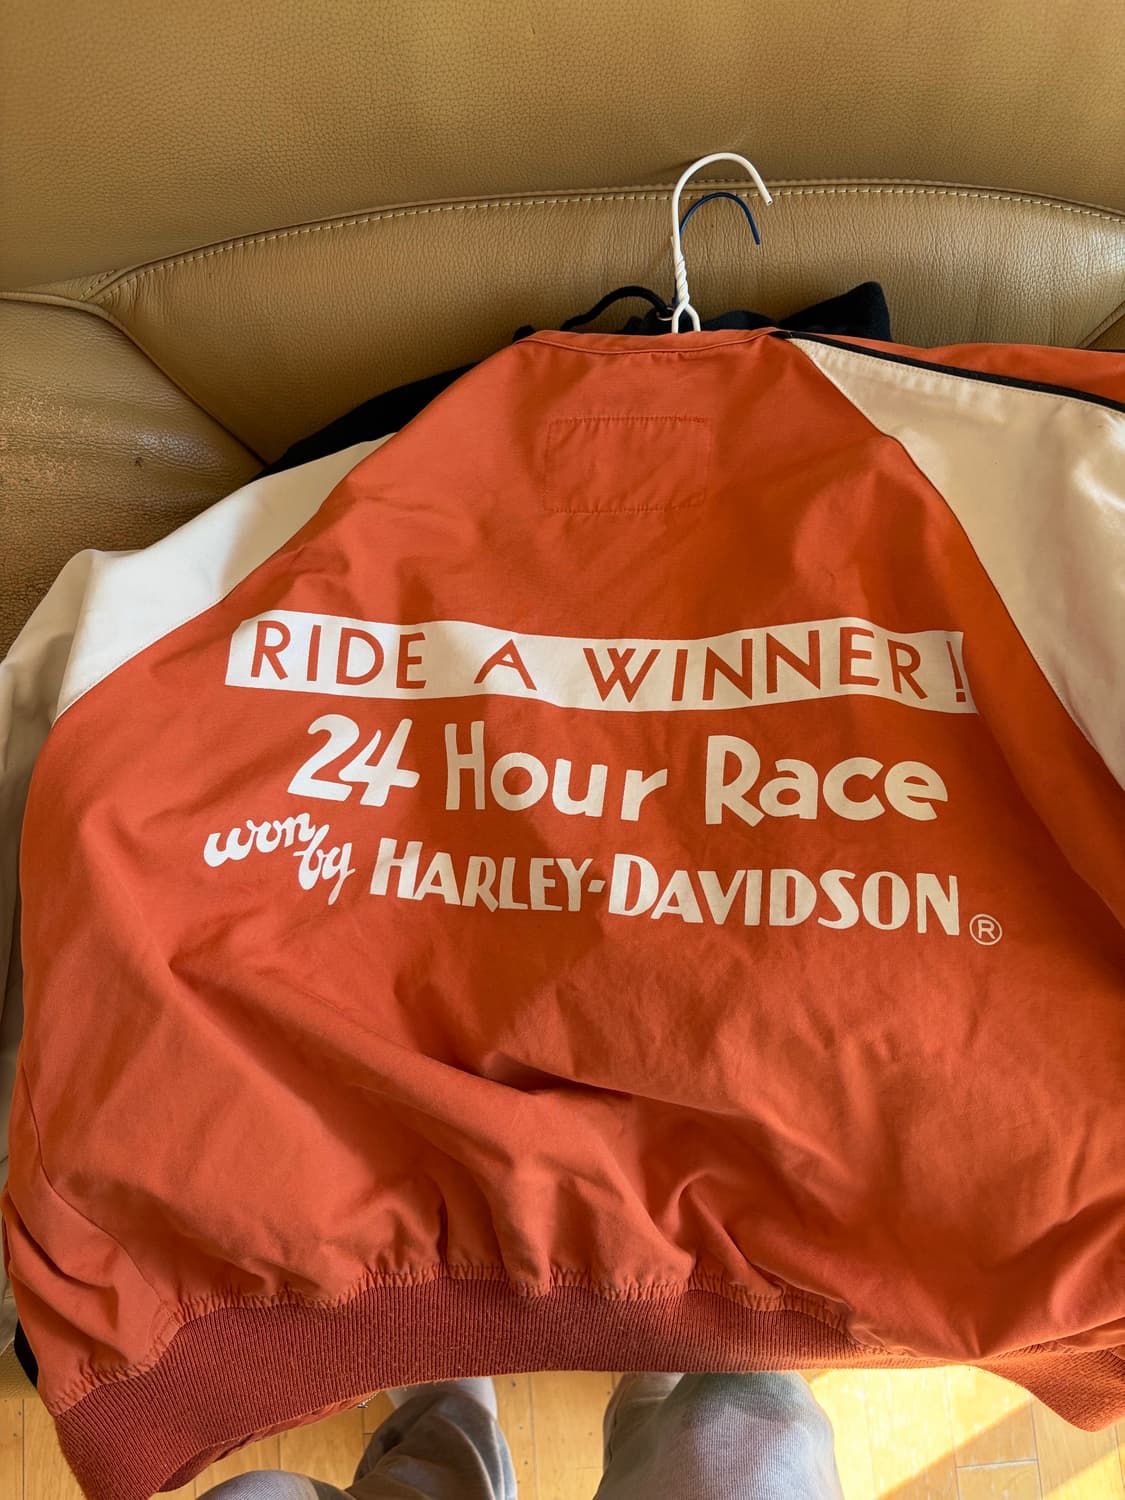 RIDE A WINNER!
24 Hour Race
won by HARLEY-DAVIDSON®